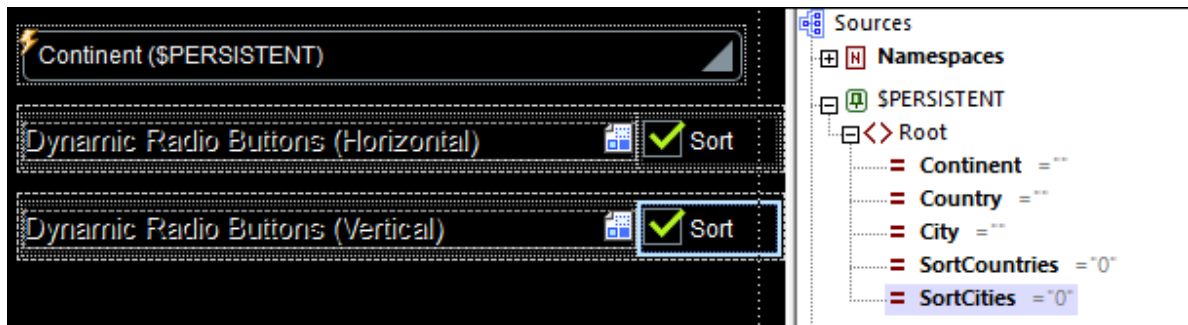 Continent ($PERSISTENT)
Dynamic Radio Buttons (Horizontal)
Sort
Dynamic Radio Buttons (Vertical)
Sort
Sources
N Namespaces
$PERSISTENT
<> Root
= Continent =""
= Country =""
= City =""
= SortCountries ="0"
= SortCities ="0"